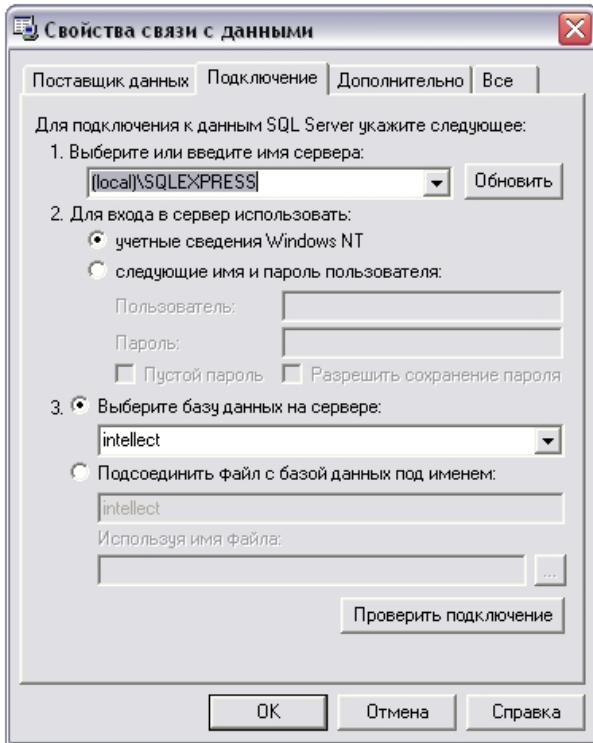 Свойства связи с данными
Поставщик данных Подключение Дополнительно Все
Для подключения к данным SQL Server укажите следующее:
1. Выберите или введите имя сервера:
(local)\SQLEXPRESS Обновить
2. Для входа в сервер использовать:
учетные сведения Windows NT
следующие имя и пароль пользователя:
Пользователь:
Пароль:
Пустой пароль Разрешить сохранение пароля
3. Выберите базу данных на сервере:
intellect
Подсоединить файл с базой данных под именем:
intellect
Используя имя файла:
...
Проверить подключение
OK Отмена Справка